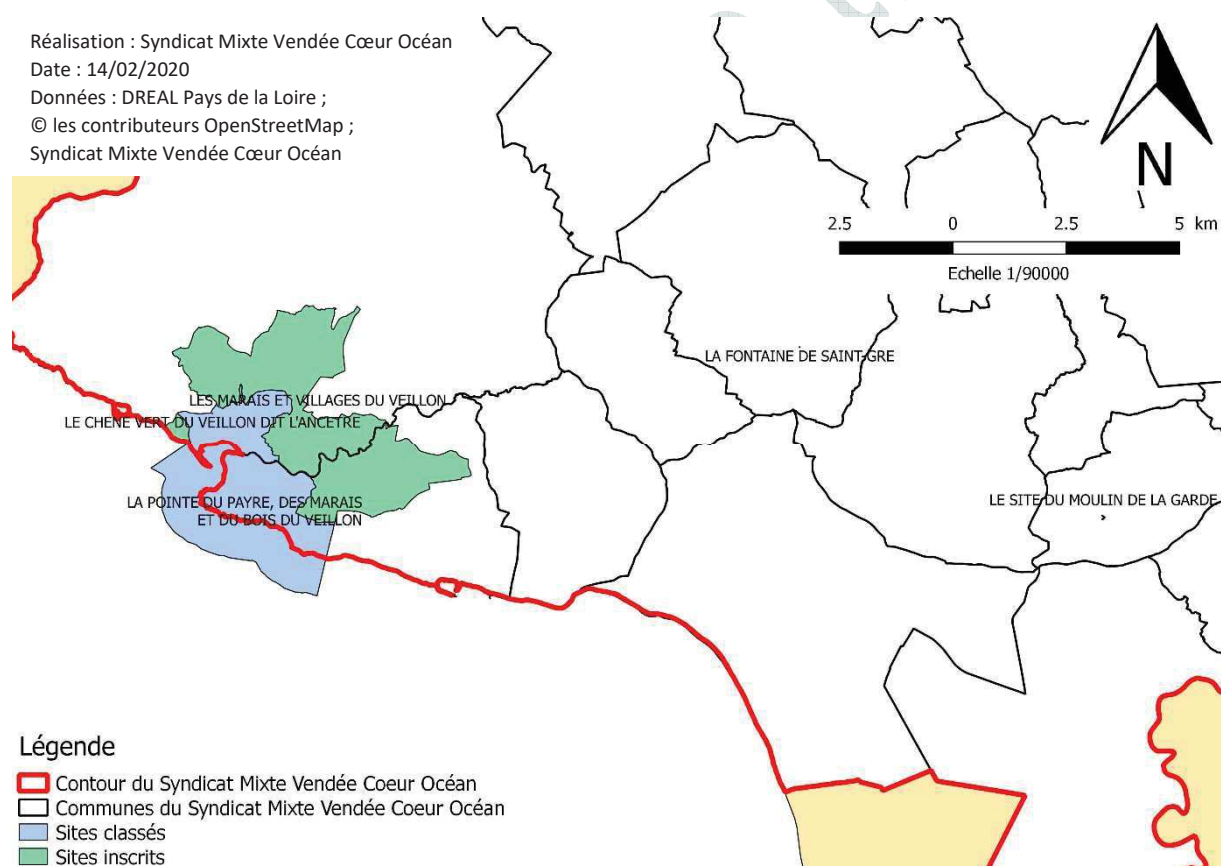 Réalisation : Syndicat Mixte Vendée Cœur Océan
Date : 14/02/2020
Données : DREAL Pays de la Loire ;
© les contributeurs OpenStreetMap ;
Syndicat Mixte Vendée Cœur Océan
N
2.5 0 2.5 5 km
Echelle 1/90000
LA FONTAINE DE SAINT-GRE
LES MARAIS ET VILLAGES DU VEILLON
LE CHENE VERT DU VEILLON DIT L'ANCETRE
LA POINTE DU PAYRE, DES MARAIS
ET DU BOIS DU VEILLON
LE SITE DU MOULIN DE LA GARDE
Légende
Contour du Syndicat Mixte Vendée Coeur Océan
Communes du Syndicat Mixte Vendée Coeur Océan
Sites classés
Sites inscrits